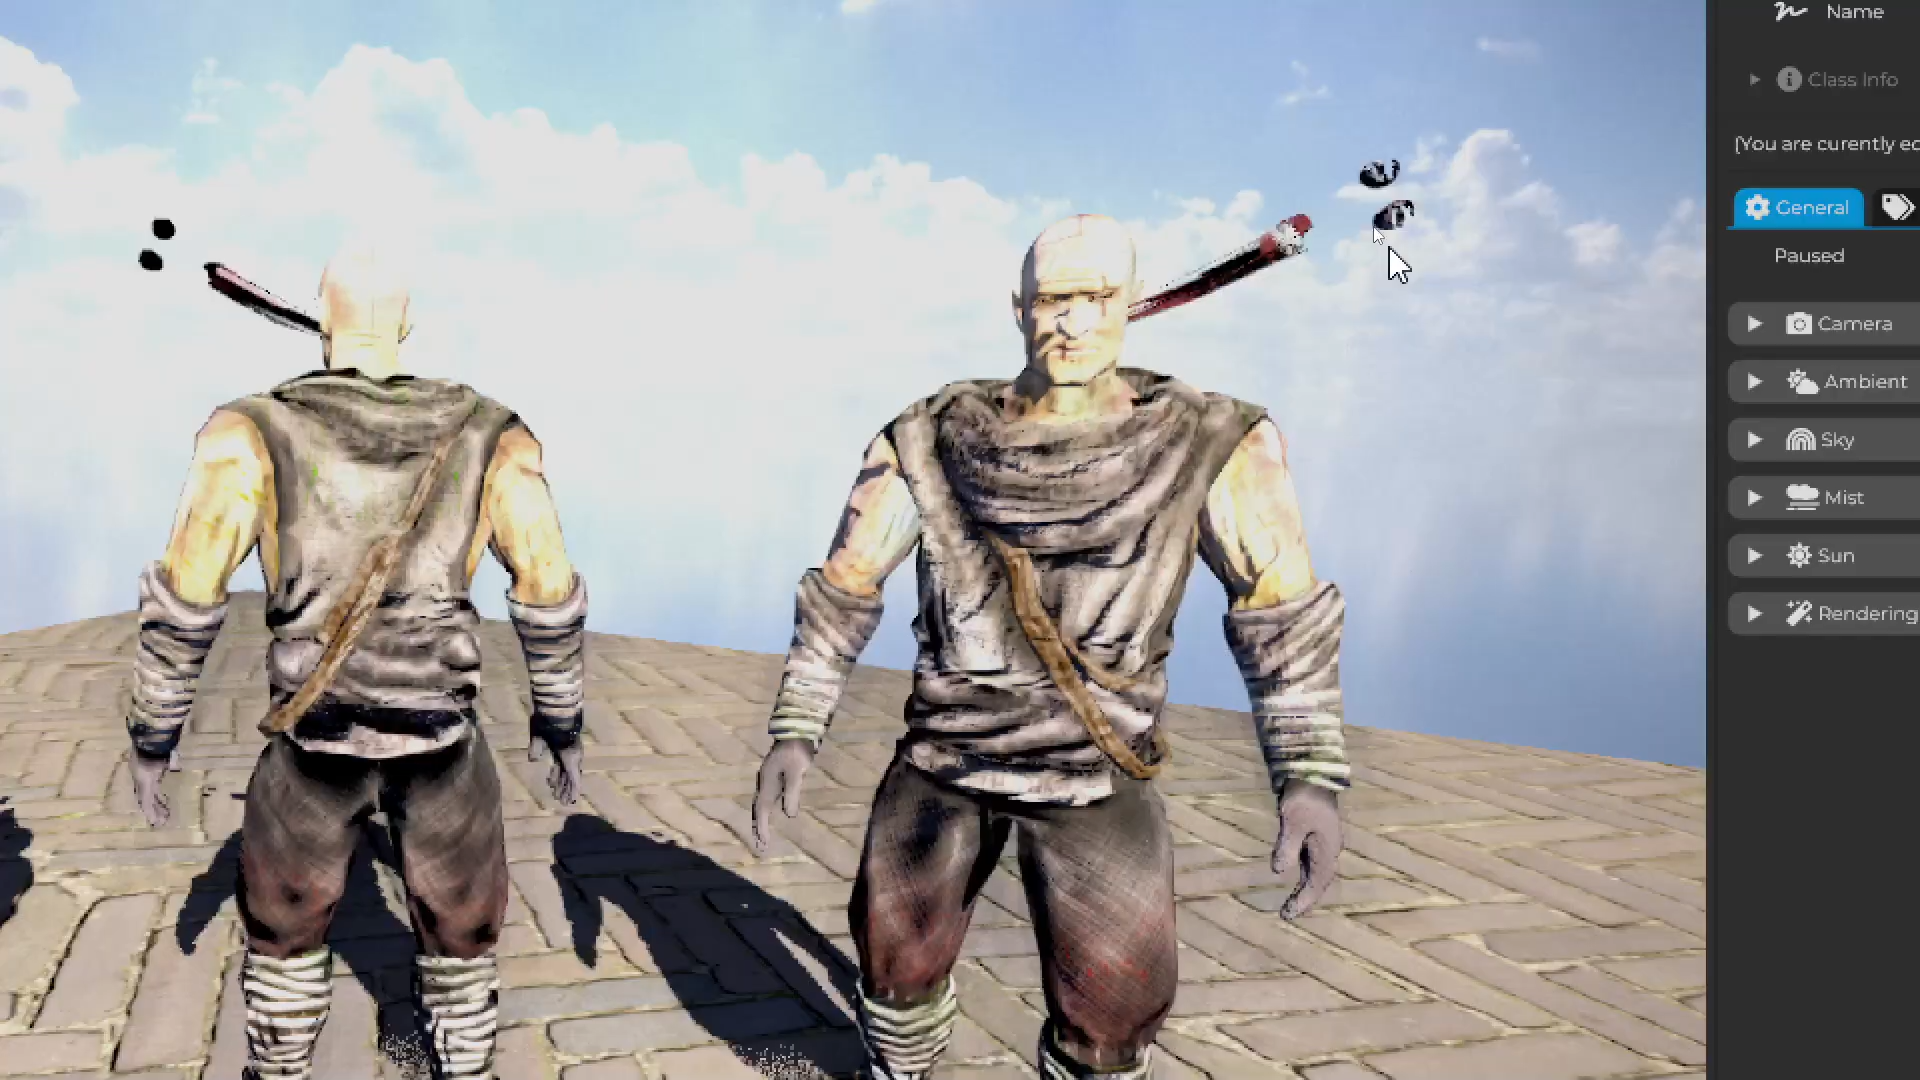 Name
Class Info
(You are curently ec
General
Paused
Camera
Ambient
Sky
Mist
Sun
Rendering